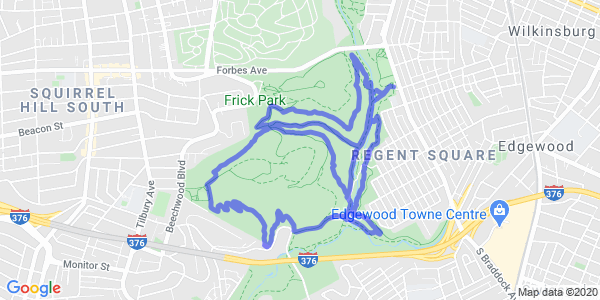 Wilkinsburg
Forbes Ave
SQUIRREL
HILL SOUTH
Frick Park
Beacon St
REGENT SQUARE
Edgewood
Beechwood Blvd
Tilbury Ave
376
Edgewood Towne Centre
376
376
376
Monitor St
S Braddock Av
Google
Map data ©2020